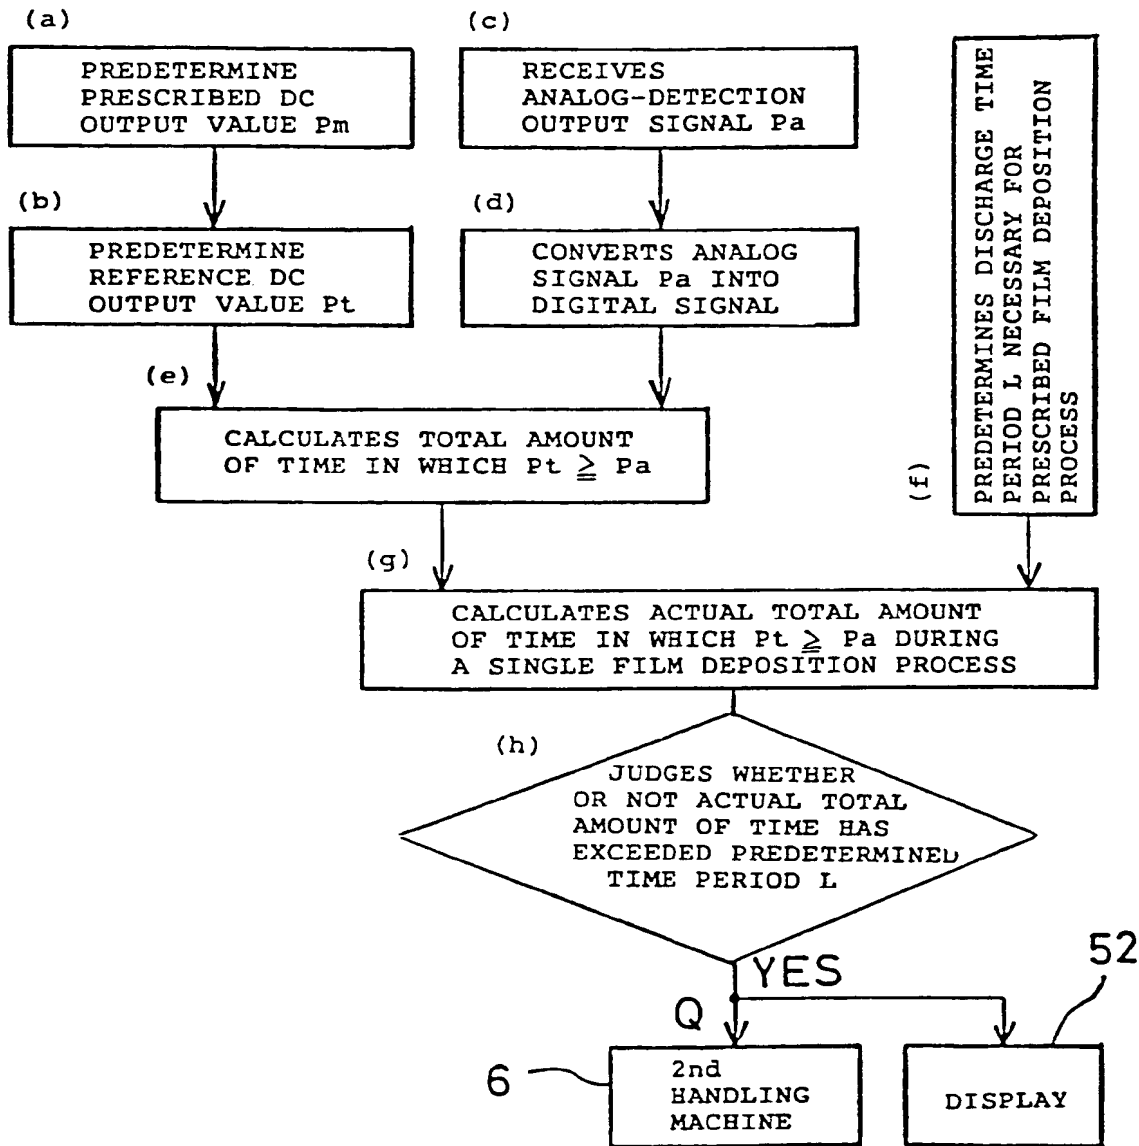 (a)
PREDETERMINE
PRESCRIBED DC
OUTPUT VALUE Pm
(c)
RECEIVES
ANALOG-DETECTION
OUTPUT SIGNAL Pa
(b)
PREDETERMINE
REFERENCE DC
OUTPUT VALUE Pt
(d)
CONVERTS ANALOG
SIGNAL Pa INTO
DIGITAL SIGNAL
(e)
CALCULATES TOTAL AMOUNT
OF TIME IN WHICH Pt ≧ Pa
(f)
PREDETERMINES DISCHARGE TIME
PERIOD L NECESSARY FOR
PRESCRIBED FILM DEPOSITION
PROCESS
(g)
CALCULATES ACTUAL TOTAL AMOUNT
OF TIME IN WHICH Pt ≧ Pa DURING
A SINGLE FILM DEPOSITION PROCESS
(h)
JUDGES WHETHER
OR NOT ACTUAL TOTAL
AMOUNT OF TIME HAS
EXCEEDED PREDETERMINED
TIME PERIOD L
YES
Q
52
6
2nd
HANDLING
MACHINE
DISPLAY